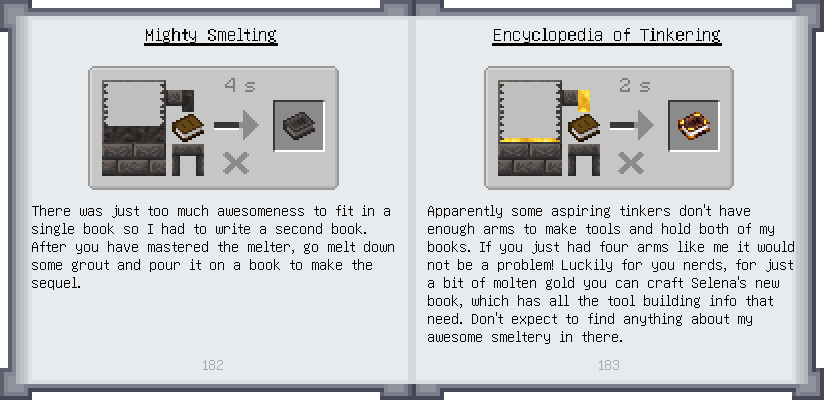 Mighty Smelting
4 s
There was just too much awesomeness to fit in a
single book so I had to write a second book.
After you have mastered the melter, go melt down
some grout and pour it on a book to make the
sequel.
182
Encyclopedia of Tinkering
2 s
Apparently some aspiring tinkers don't have
enough arms to make tools and hold both of my
books. If you just had four arms like me it would
not be a problem! Luckily for you nerds, for just
a bit of molten gold you can craft Selena's new
book, which has all the tool building info that
need. Don't expect to find anything about my
awesome smeltery in there.
183